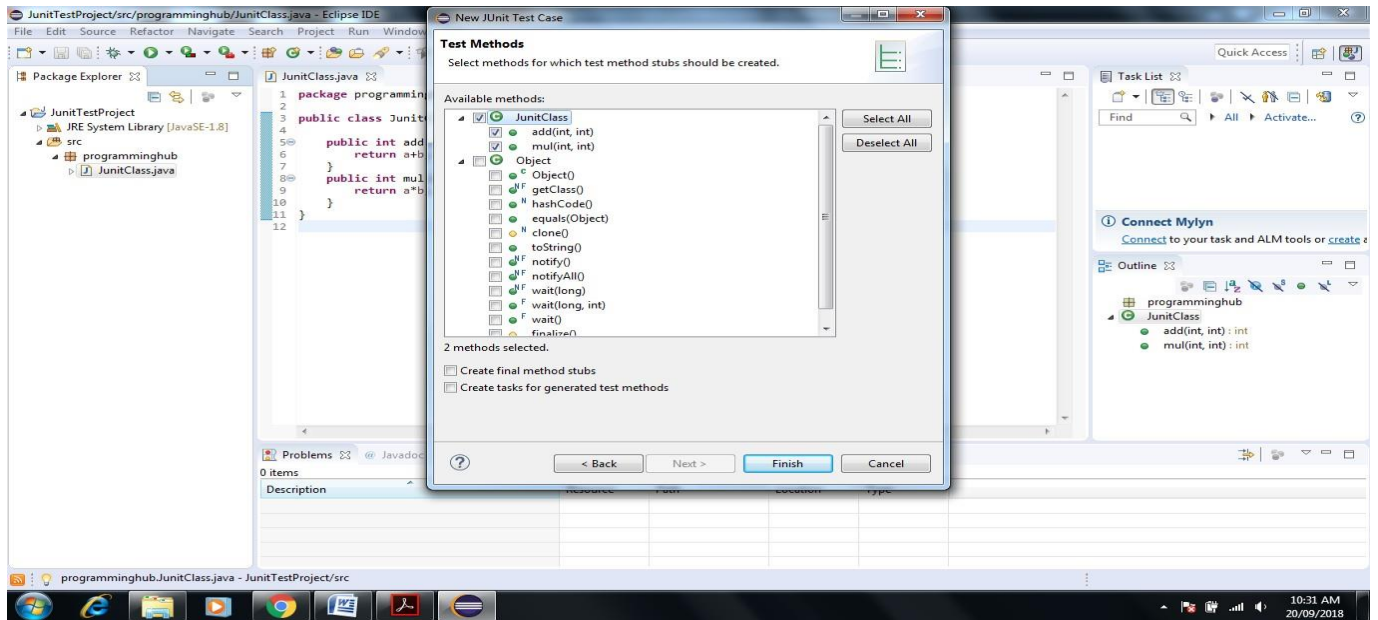 JunitTestProject/src/programminghub/JunitClass.java - Eclipse IDE
File Edit Source Refactor Navigate Search Project Run Window
Quick Access
Package Explorer
JunitTestProject
JRE System Library [JavaSE-1.8]
src
programminghub
JunitClass.java
JunitClass.java
1 package programming
2
3 public class Junit
4
5 public int add
6 return a+b
7 }
8 public int mul
9 return a*b
10 }
11 }
12
New JUnit Test Case
Test Methods
Select methods for which test method stubs should be created.
Available methods:
JunitClass
add(int, int)
mul(int, int)
Object
Object()
getClass()
hashCode()
equals(Object)
clone()
toString()
notify()
notifyAll()
wait(long)
wait(long, int)
wait()
finalize()
Select All
Deselect All
2 methods selected.
Create final method stubs
Create tasks for generated test methods
< Back Next > Finish Cancel
Task List
Find All Activate...
Connect Mylyn
Connect to your task and ALM tools or create a
Outline
programminghub
JunitClass
add(int, int) : int
mul(int, int) : int
Problems @ Javadoc
0 items
Description Resource Path Location Type
programminghub.JunitClass.java - JunitTestProject/src
10:31 AM
20/09/2018